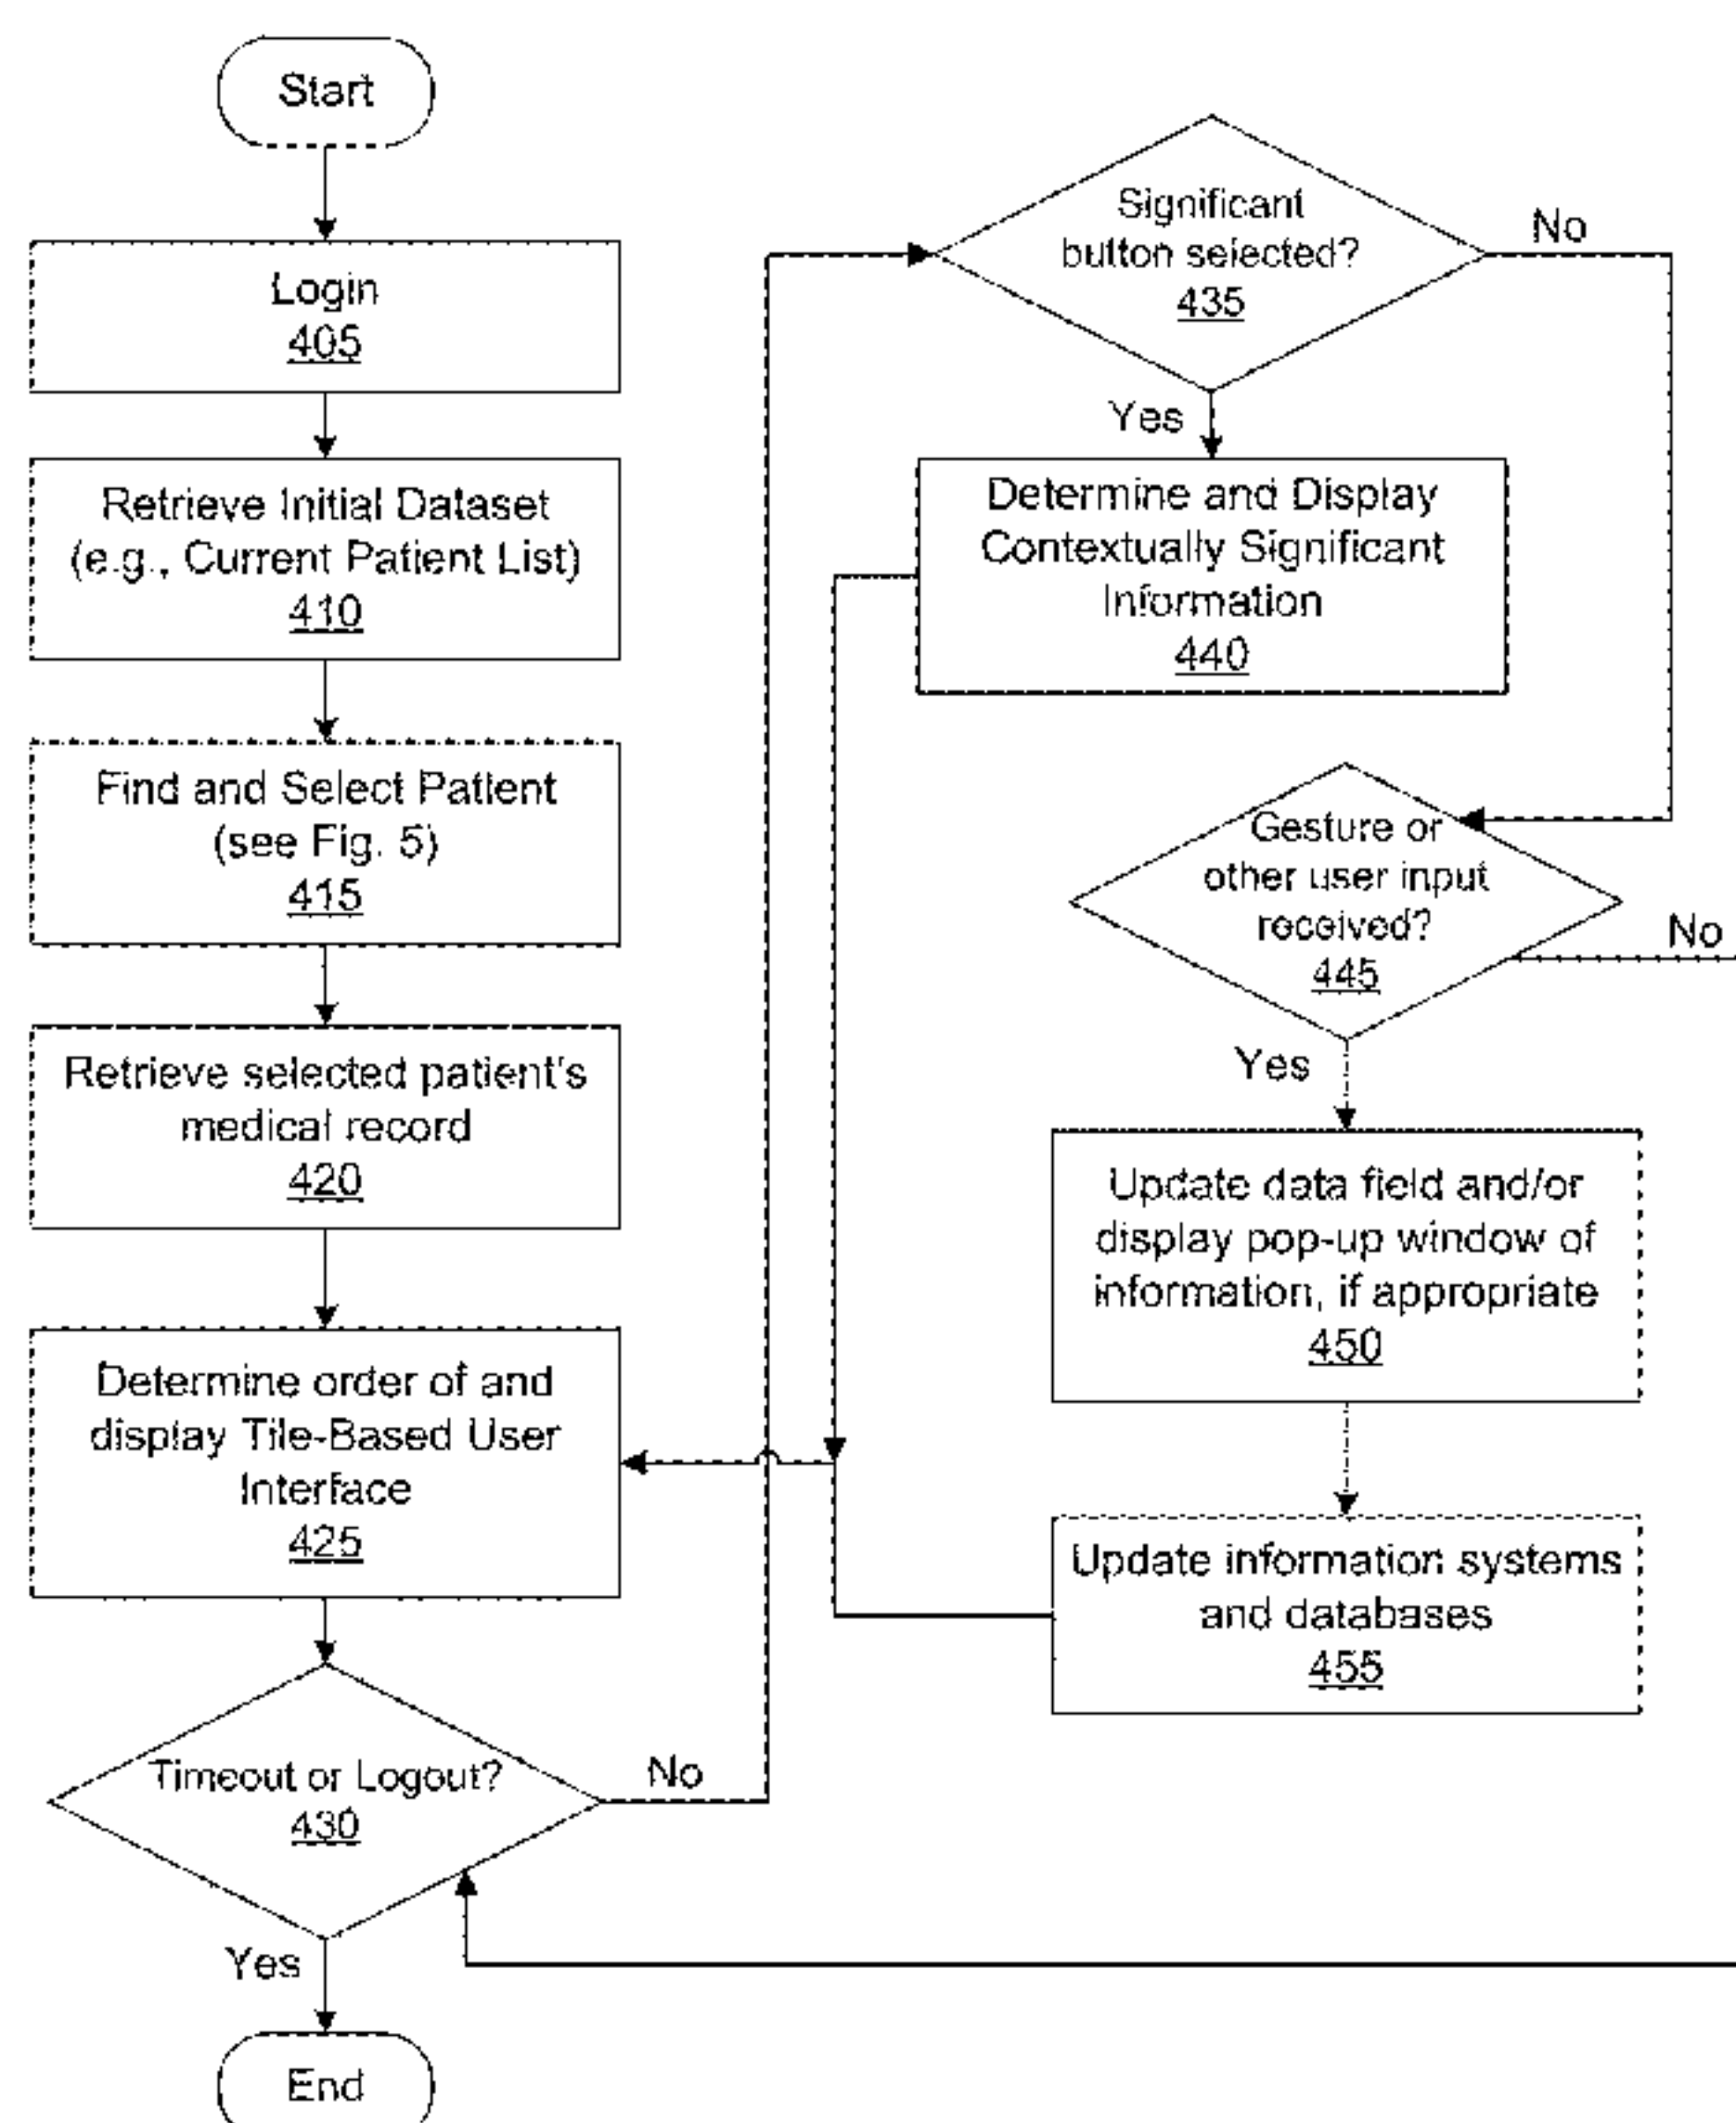 Start
Login
405
Retrieve Initial Dataset
(e.g., Current Patient List)
410
Find and Select Patient
(see Fig. 5)
415
Retrieve selected patient's
medical record
420
Determine order of and
display Tile-Based User
Interface
425
Timeout or Logout?
430
No
Yes
End
Significant
button selected?
435
No
Yes
Determine and Display
Contextually Significant
Information
440
Gesture or
other user input
received?
445
No
Yes
Update data field and/or
display pop-up window of
information, if appropriate
450
Update information systems
and databases
455